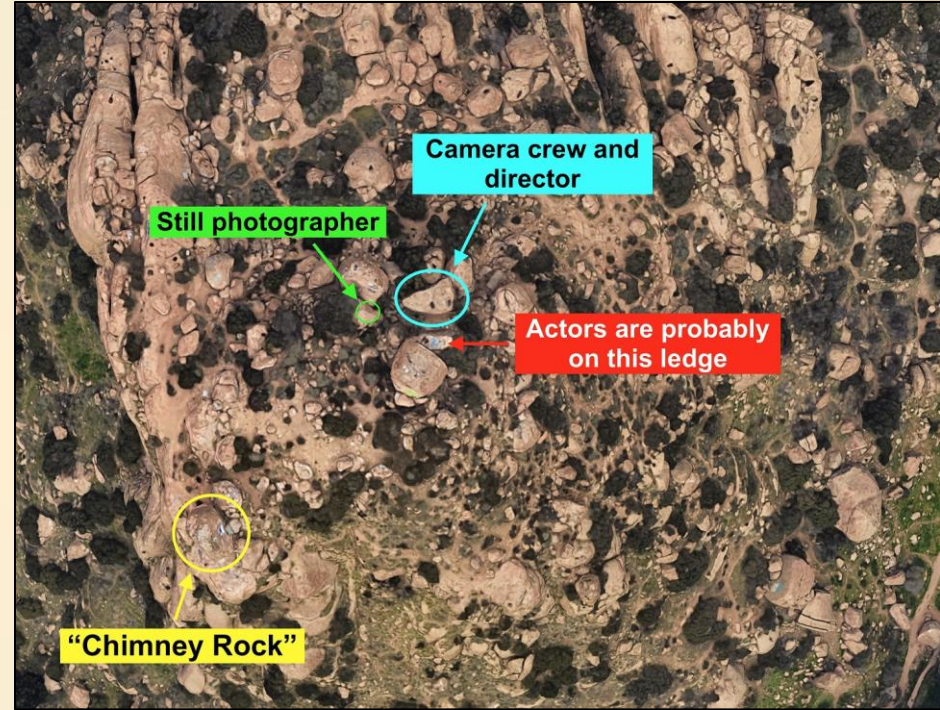 Camera crew and
director
Still photographer
Actors are probably
on this ledge
“Chimney Rock”